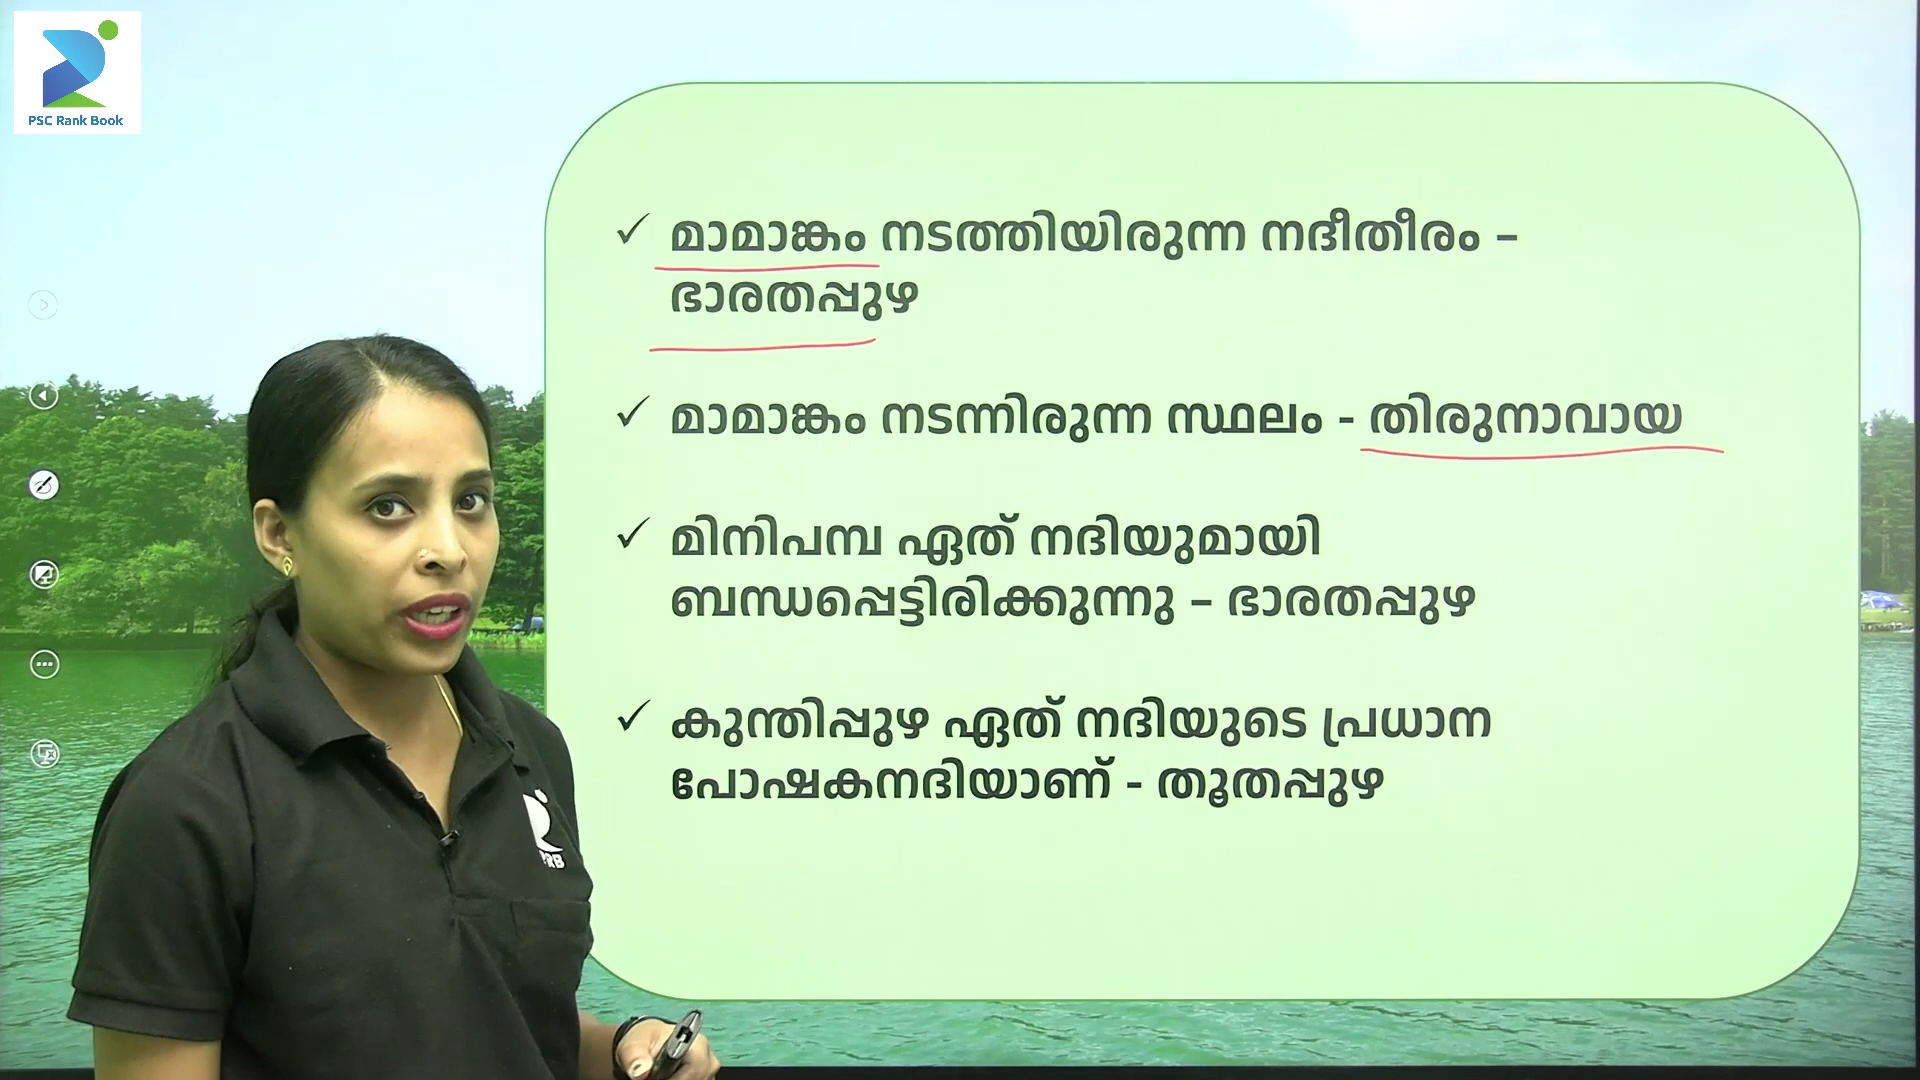 PSC Rank Book
✓ മാമാങ്കം നടത്തിയിരുന്ന നദീതീരം –
ഭാരതപ്പുഴ
✓ മാമാങ്കം നടന്നിരുന്ന സ്ഥലം - തിരുനാവായ
✓ മിനിപമ്പ ഏത് നദിയുമായി
ബന്ധപ്പെട്ടിരിക്കുന്നു – ഭാരതപ്പുഴ
✓ കുന്തിപ്പുഴ ഏത് നദിയുടെ പ്രധാന
പോഷകനദിയാണ് - തൂതപ്പുഴ
PRB